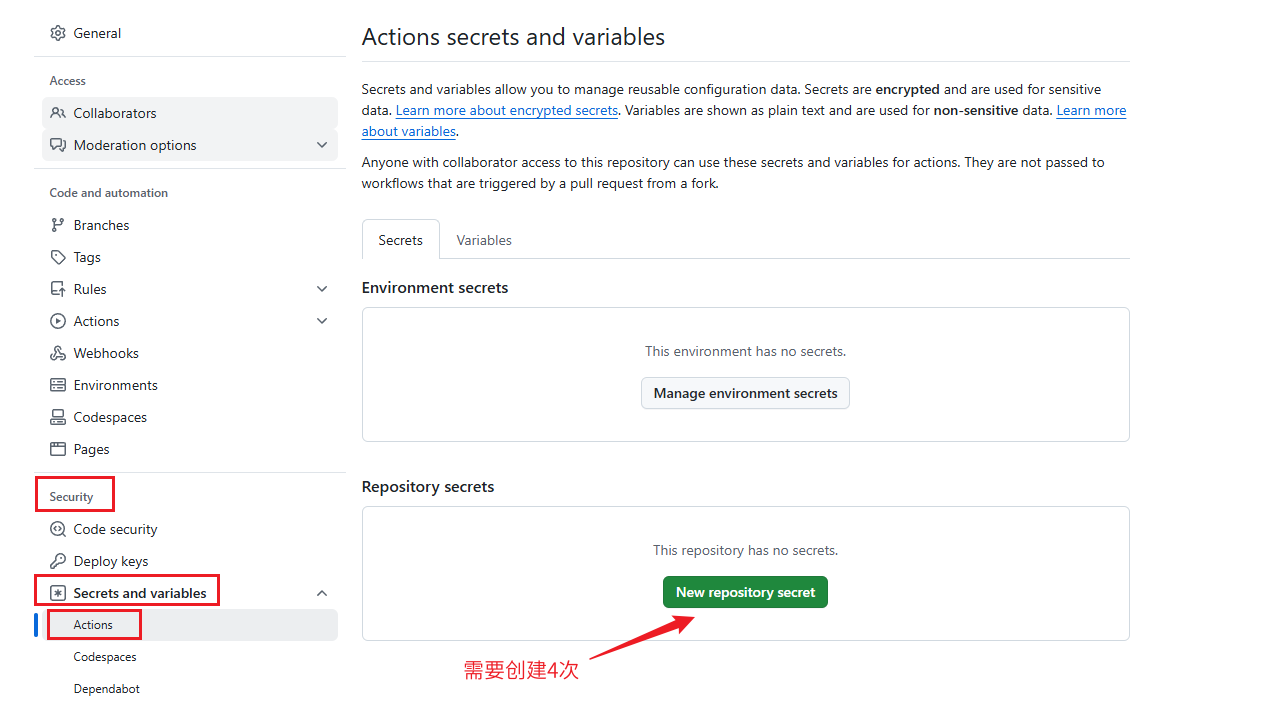 General
Access
Collaborators
Moderation options
Code and automation
Branches
Tags
Rules
Actions
Webhooks
Environments
Codespaces
Pages
Security
Code security
Deploy keys
Secrets and variables
Actions
Codespaces
Dependabot
Actions secrets and variables
Secrets and variables allow you to manage reusable configuration data. Secrets are encrypted and are used for sensitive
data. Learn more about encrypted secrets. Variables are shown as plain text and are used for non-sensitive data. Learn more
about variables.
Anyone with collaborator access to this repository can use these secrets and variables for actions. They are not passed to
workflows that are triggered by a pull request from a fork.
Secrets
Variables
Environment secrets
This environment has no secrets.
Manage environment secrets
Repository secrets
This repository has no secrets.
New repository secret
需要创建4次